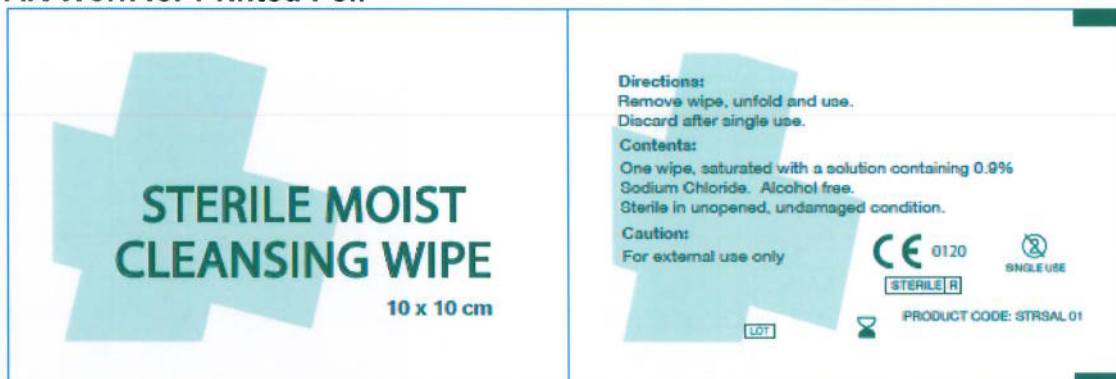 STERILE MOIST
CLEANSING WIPE
10 x 10 cm
Directions:
Remove wipe, unfold and use.
Discard after single use.
Contents:
One wipe, saturated with a solution containing 0.9%
Sodium Chloride. Alcohol free.
Sterile in unopened, undamaged condition.
Caution:
For external use only
CE 0120
2
SINGLE USE
STERILE R
PRODUCT CODE: STRSAL 01
LOT